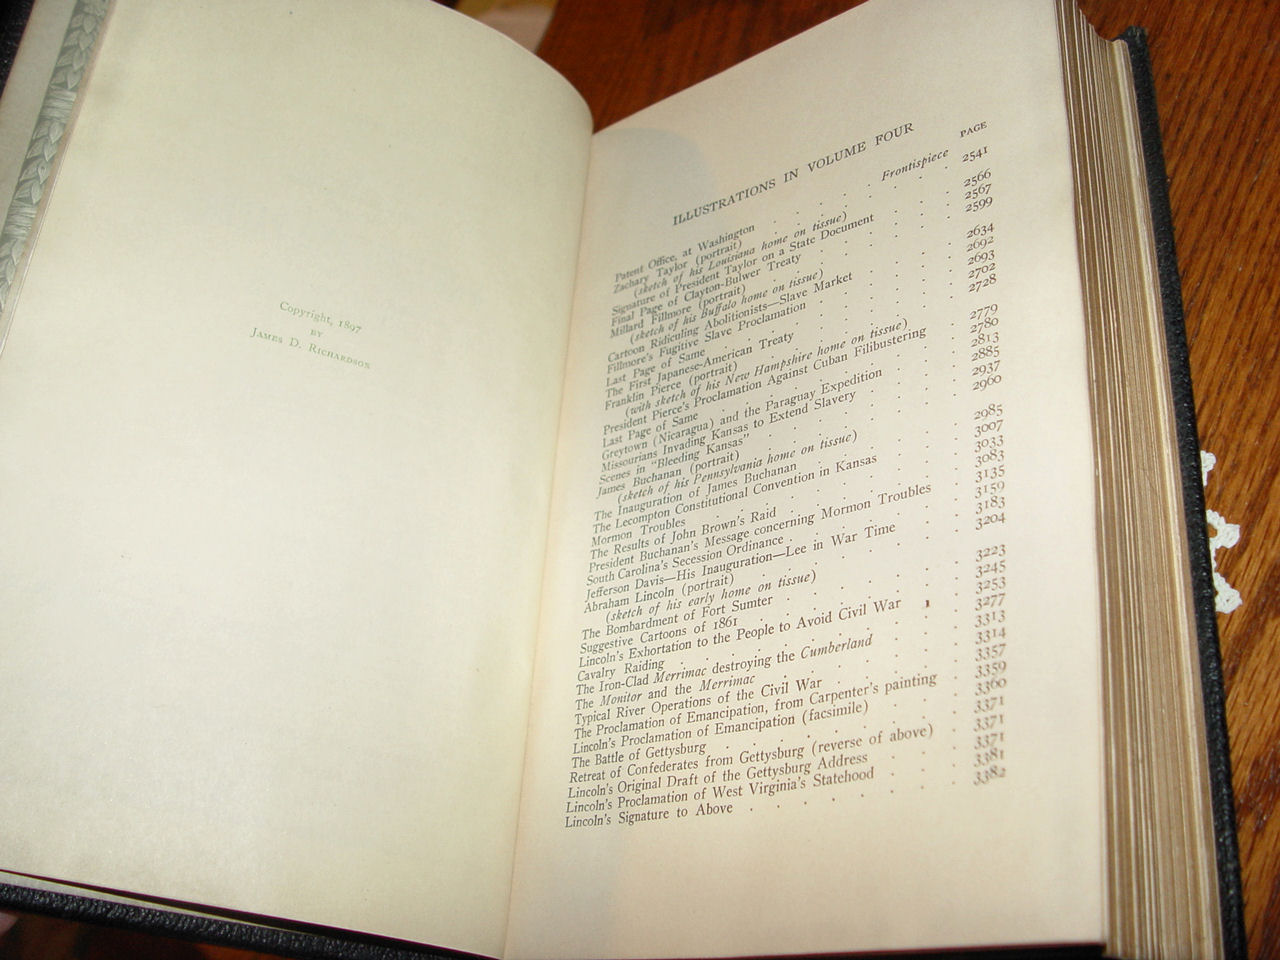 Copyright, 1897
BY
James D. Richardson
ILLUSTRATIONS IN VOLUME FOUR
PAGE
Patent Office, at Washington . . . . Frontispiece
Zachary Taylor (portrait) . . . . 2541
(sketch of his Louisiana home on tissue)
Signature of President Taylor on a State Document . . . 2566
Final Page of Clayton-Bulwer Treaty . . . . 2567
Millard Fillmore (portrait) . . . . 2599
(sketch of his Buffalo home on tissue)
Cartoon Ridiculing Abolitionists—Slave Market . . . 2634
Fillmore's Fugitive Slave Proclamation . . . . 2692
Last Page of Same . . . . 2693
The First Japanese-American Treaty . . . . 2702
Franklin Pierce (portrait) . . . . 2728
(with sketch of his New Hampshire home on tissue)
President Pierce's Proclamation Against Cuban Filibustering . 2779
Last Page of Same . . . . 2780
Greytown (Nicaragua) and the Paraguay Expedition . . 2813
Missourians Invading Kansas to Extend Slavery . . . 2885
Scenes in "Bleeding Kansas" . . . . 2937
James Buchanan (portrait) . . . . 2960
(sketch of his Pennsylvania home on tissue)
The Inauguration of James Buchanan . . . . 2985
The Lecompton Constitutional Convention in Kansas . . 3007
Mormon Troubles . . . . 3033
The Results of John Brown's Raid . . . . 3083
President Buchanan's Message concerning Mormon Troubles . 3135
South Carolina's Secession Ordinance . . . . 3159
Jefferson Davis—His Inauguration—Lee in War Time . . 3183
Abraham Lincoln (portrait) . . . . 3204
(sketch of his early home on tissue)
The Bombardment of Fort Sumter . . . . 3223
Suggestive Cartoons of 1861 . . . . 3245
Lincoln's Exhortation to the People to Avoid Civil War . 3253
Cavalry Raiding . . . . 3277
The Iron-Clad Merrimac destroying the Cumberland . . 3313
The Monitor and the Merrimac . . . . 3314
Typical River Operations of the Civil War . . . . 3357
The Proclamation of Emancipation, from Carpenter's painting . 3359
Lincoln's Proclamation of Emancipation (facsimile) . . 3360
The Battle of Gettysburg . . . . 3371
Retreat of Confederates from Gettysburg (reverse of above) . 3371
Lincoln's Original Draft of the Gettysburg Address . . 3371
Lincoln's Proclamation of West Virginia's Statehood . . 3381
Lincoln's Signature to Above . . . . 3382